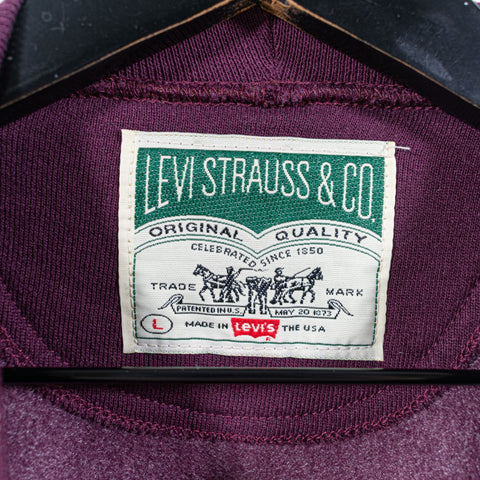 LEVI STRAUSS & CO.
ORIGINAL QUALITY
CELEBRATED SINCE 1850
TRADE MARK
PATENTED IN U.S. MAY 20 1873
L MADE IN Levi's THE USA